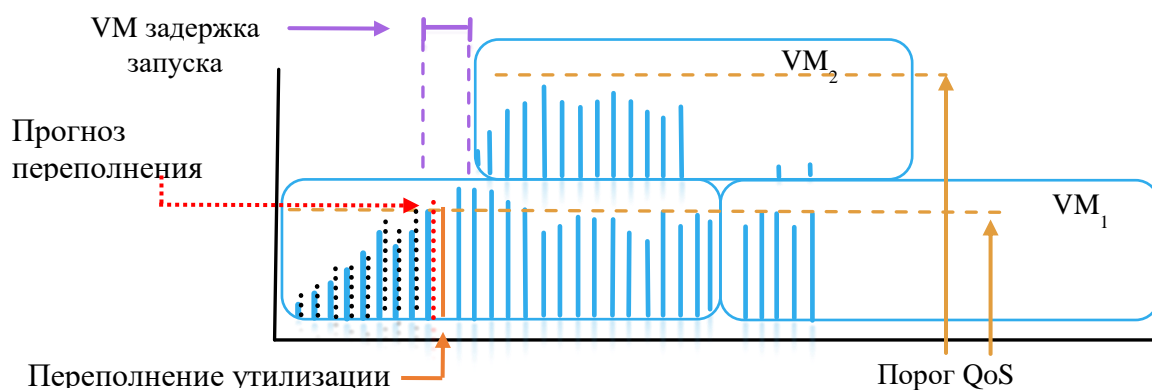 VM задержка
запуска
VM2
Прогноз
переполнения
VM1
Переполнение утилизации
Порог QoS